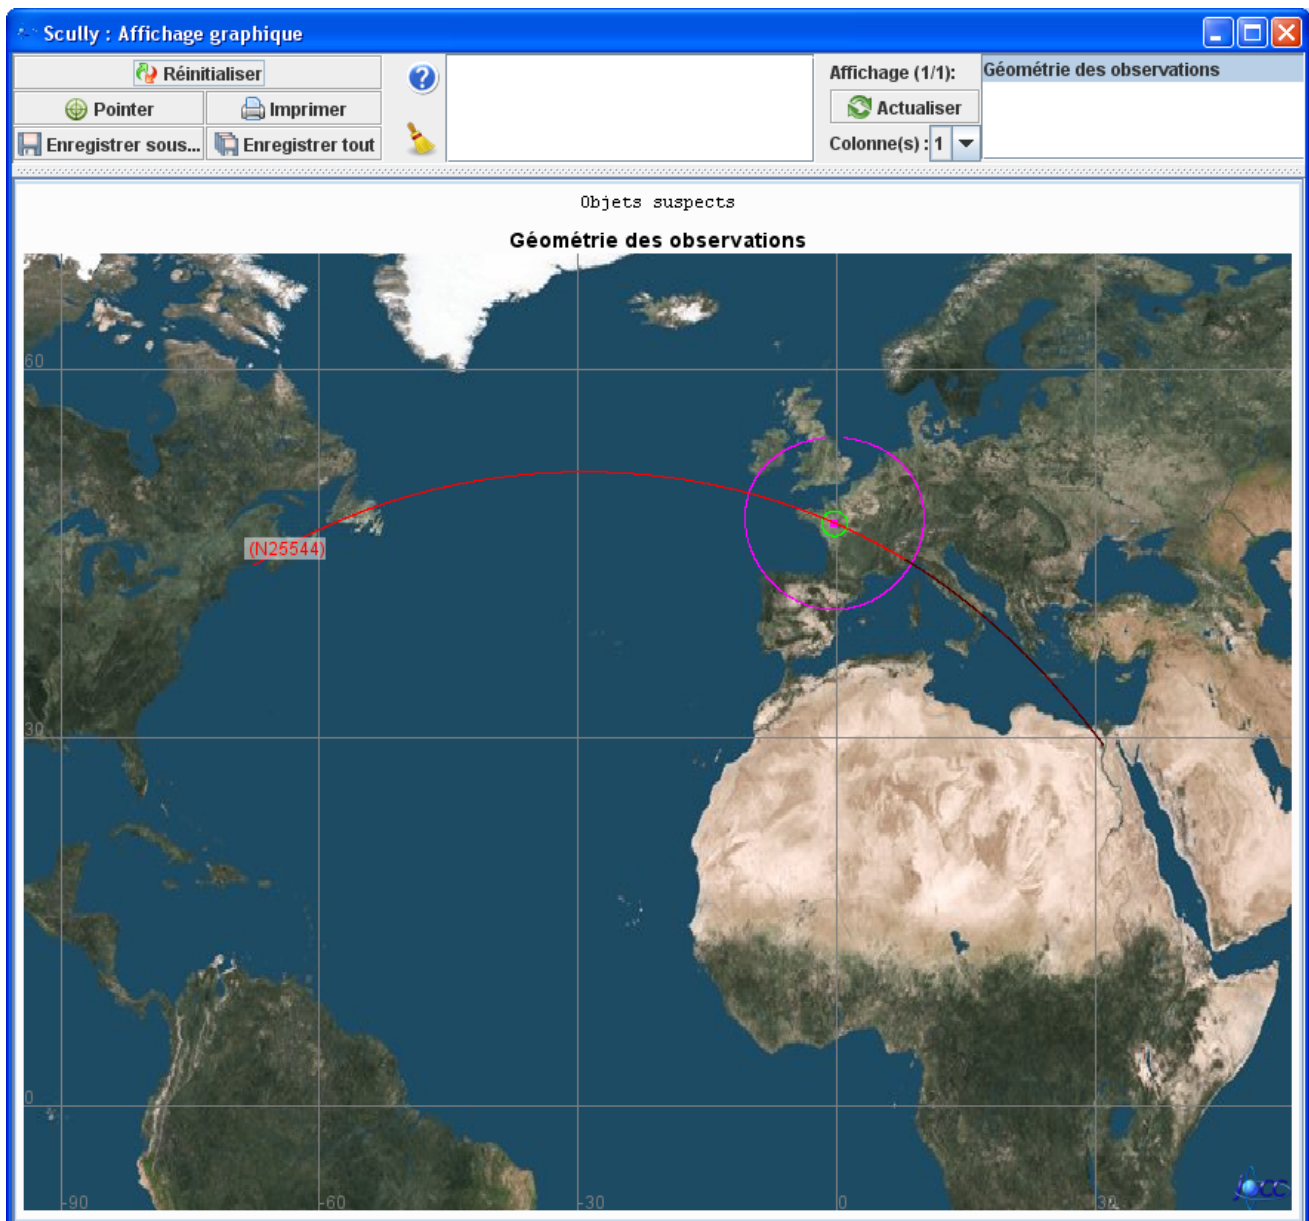 Scully : Affichage graphique
Réinitialiser
Pointer
Imprimer
Enregistrer sous...
Enregistrer tout
Affichage (1/1):
Actualiser
Colonne(s) : 1
Géométrie des observations
Objets suspects
Géométrie des observations
60
(N25544)
30
0
-90
-60
-30
0
30